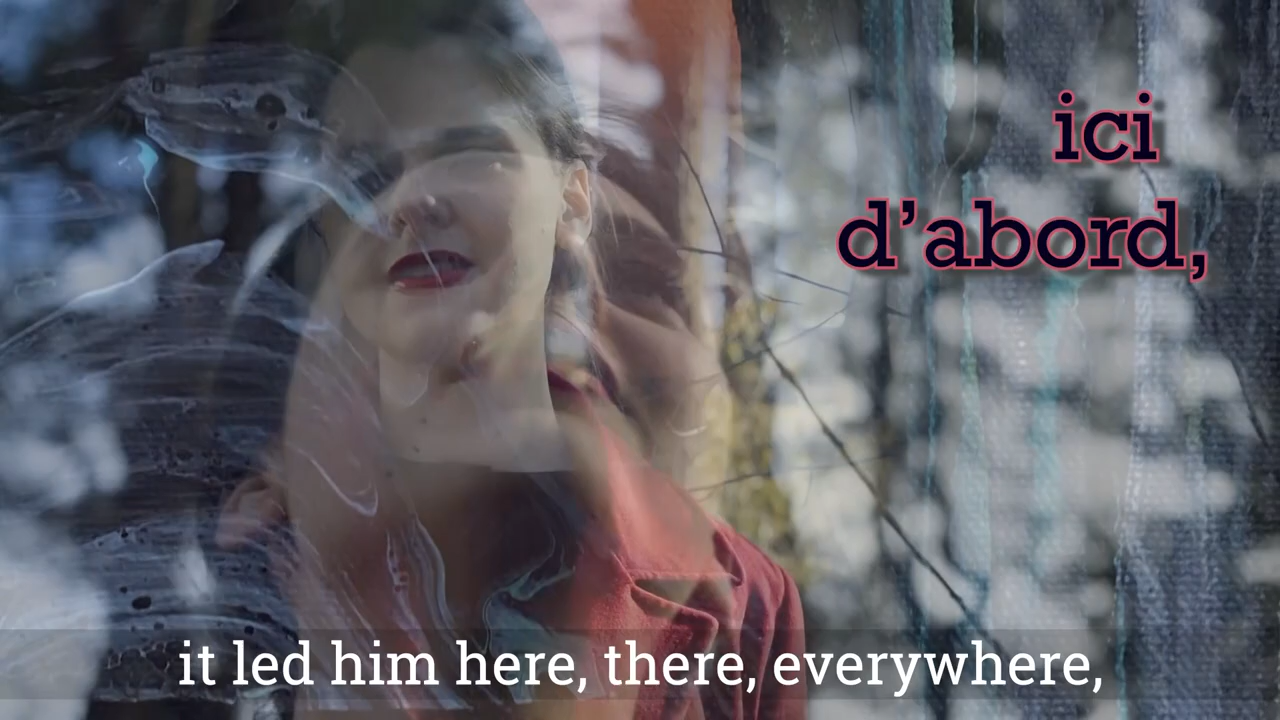 ici
d’abord,
it led him here, there, everywhere,